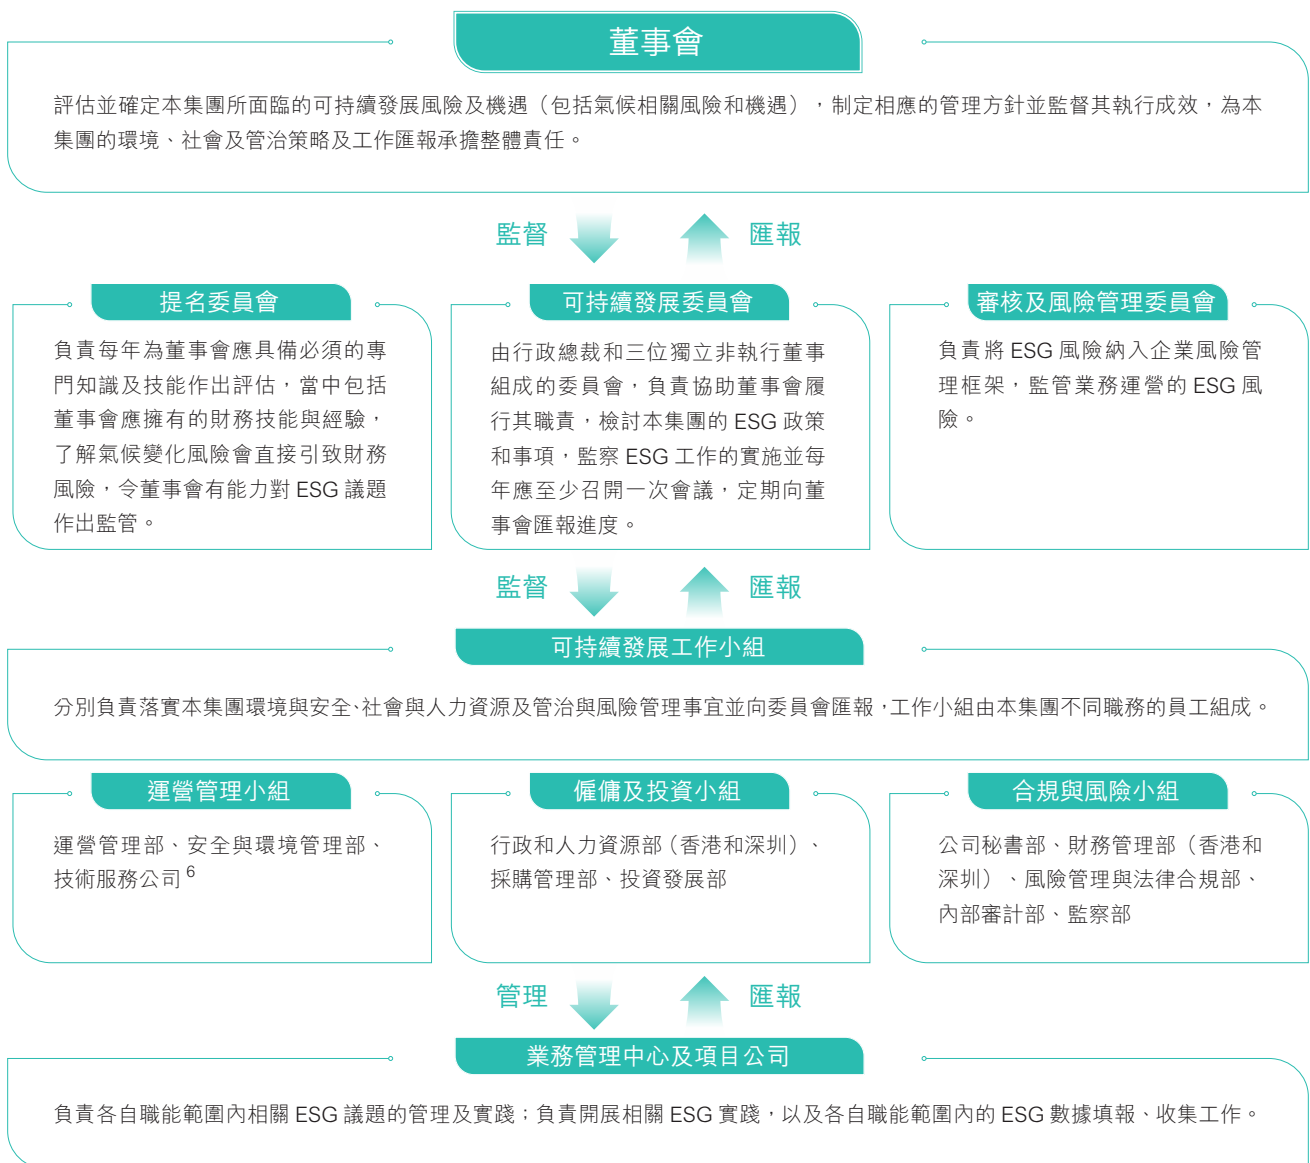 董事會
評估並確定本集團所面臨的可持續發展風險及機遇（包括氣候相關風險和機遇），制定相應的管理方針並監督其執行成效，為本
集團的環境、社會及管治策略及工作匯報承擔整體責任。
監督
匯報
提名委員會
負責每年為董事會應具備必須的專
門知識及技能作出評估，當中包括
董事會應擁有的財務技能與經驗，
了解氣候變化風險會直接引致財務
風險，令董事會有能力對 ESG 議題
作出監管。
可持續發展委員會
由行政總裁和三位獨立非執行董事
組成的委員會，負責協助董事會履
行其職責，檢討本集團的 ESG 政策
和事項，監察 ESG 工作的實施並每
年應至少召開一次會議，定期向董
事會匯報進度。
審核及風險管理委員會
負責將 ESG 風險納入企業風險管
理框架，監管業務運營的 ESG 風
險。
監督
匯報
可持續發展工作小組
分別負責落實本集團環境與安全、社會與人力資源及管治與風險管理事宜並向委員會匯報，工作小組由本集團不同職務的員工組成。
運營管理小組
運營管理部、安全與環境管理部、
技術服務公司 6
僱傭及投資小組
行政和人力資源部（香港和深圳）、
採購管理部、投資發展部
合規與風險小組
公司秘書部、財務管理部（香港和
深圳）、風險管理與法律合規部、
內部審計部、監察部
管理
匯報
業務管理中心及項目公司
負責各自職能範圍內相關 ESG 議題的管理及實踐；負責開展相關 ESG 實踐，以及各自職能範圍內的 ESG 數據填報、收集工作。